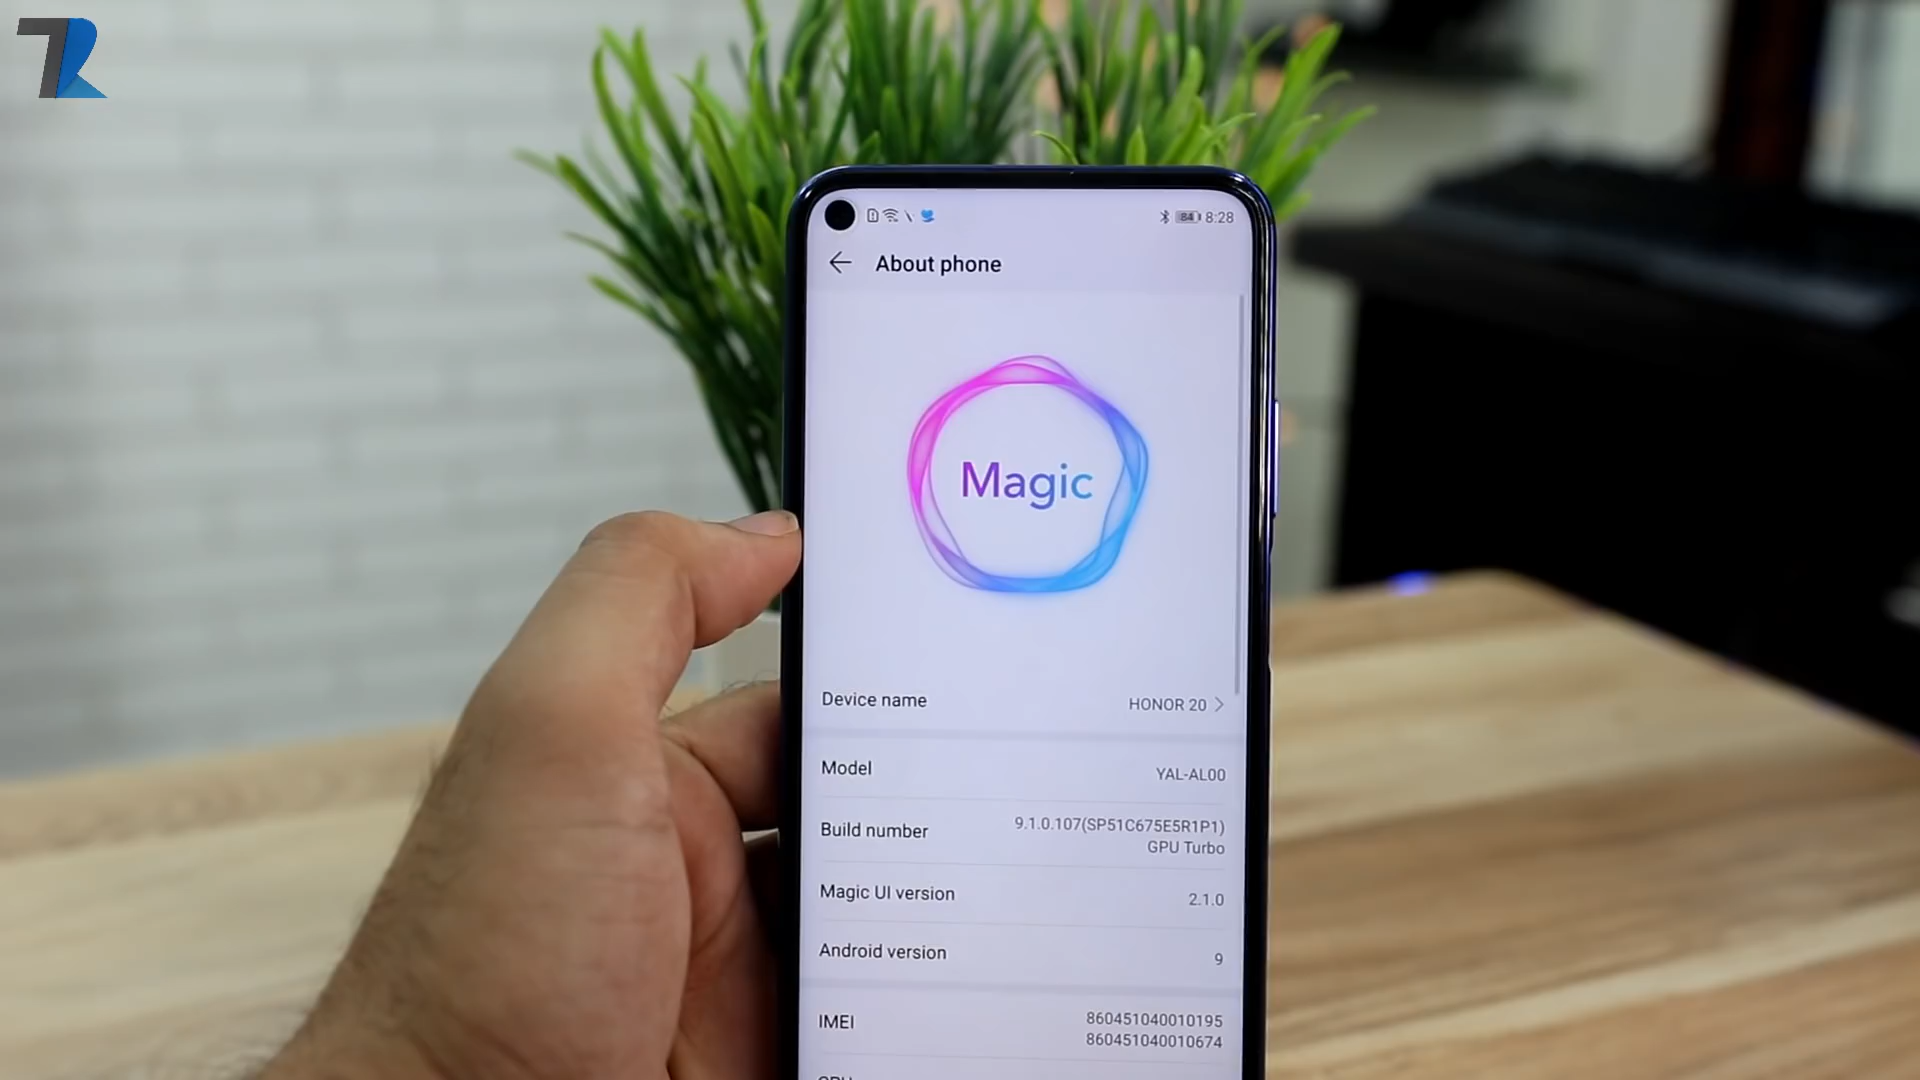 84 8:28
About phone
Magic
Device name HONOR 20
Model YAL-AL00
Build number 9.1.0.107(SP51C675E5R1P1)
GPU Turbo
Magic UI version 2.1.0
Android version 9
IMEI 860451040010195
860451040010674